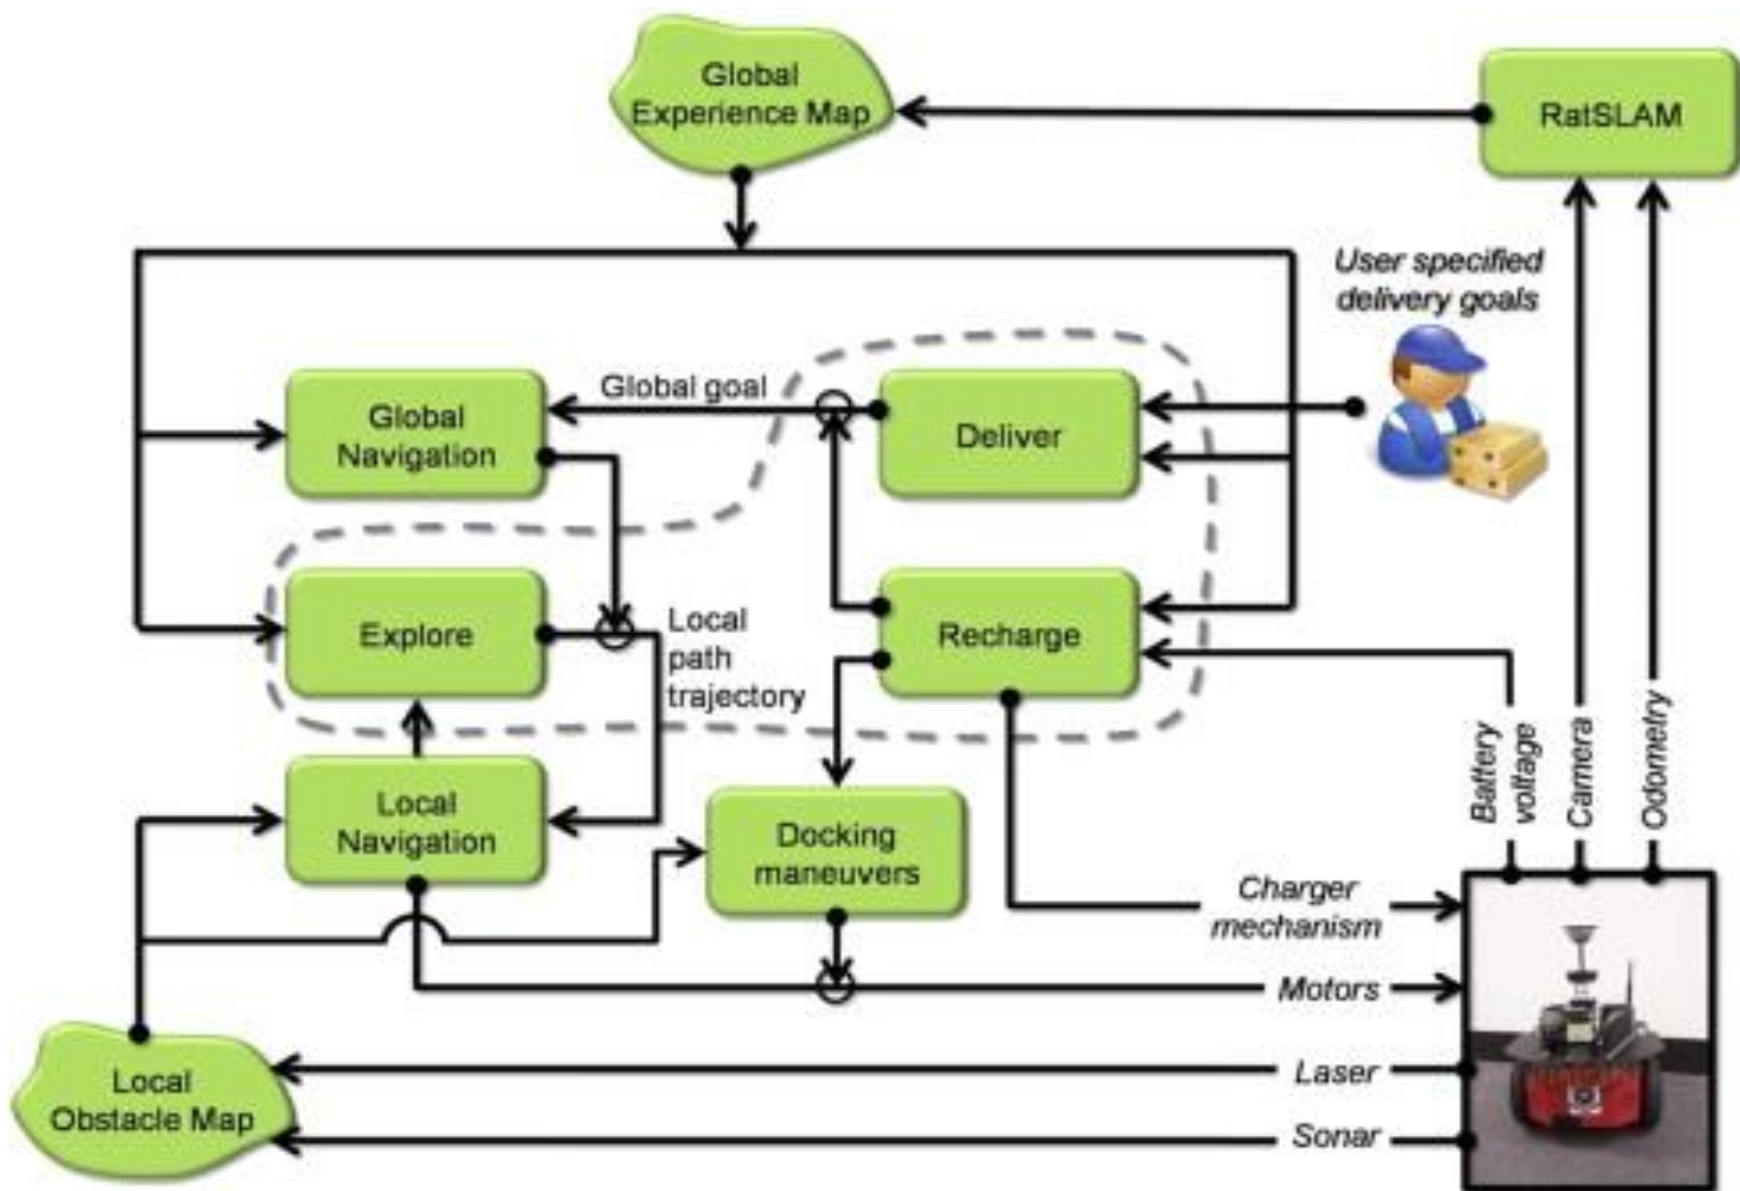 Global
Experience Map
RatSLAM
User specified
delivery goals
Global goal
Global
Navigation
Deliver
Explore
Local
path
trajectory
Recharge
Battery
voltage
Camera
Odometry
Local
Navigation
Docking
maneuvers
Charger
mechanism
Motors
Local
Obstacle Map
Laser
Sonar